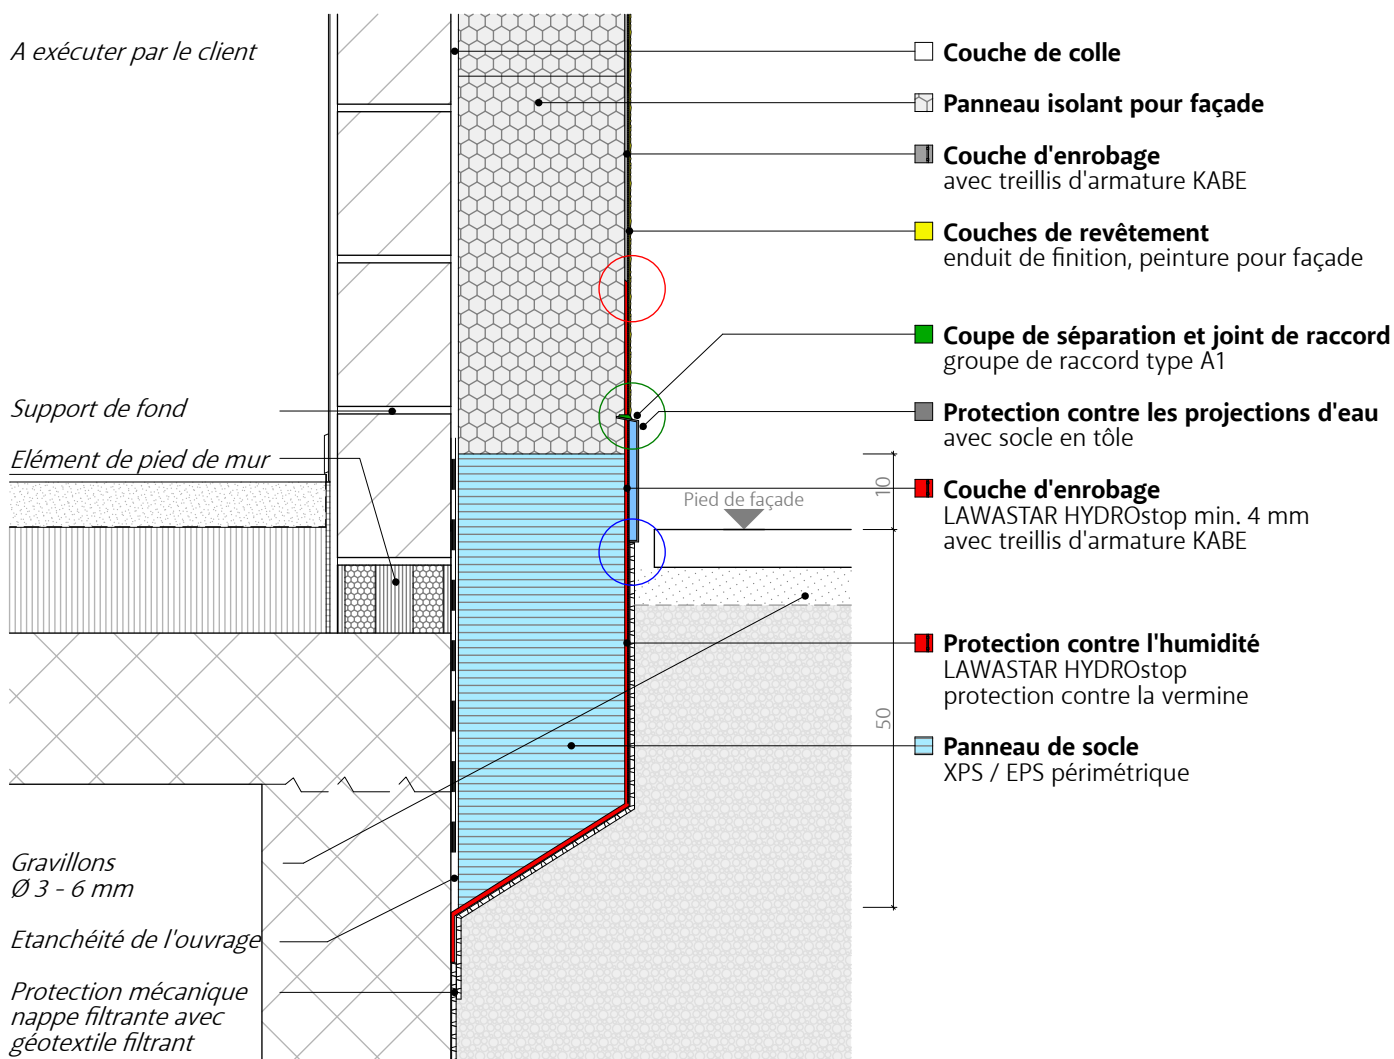 A exécuter par le client
Support de fond
Elément de pied de mur
Gravillons
Ø 3 - 6 mm
Etanchéité de l'ouvrage
Protection mécanique
nappe filtrante avec
géotextile filtrant
Pied de façade
10
50
Couche de colle
Panneau isolant pour façade
Couche d'enrobage
avec treillis d'armature KABE
Couches de revêtement
enduit de finition, peinture pour façade
Coupe de séparation et joint de raccord
groupe de raccord type A1
Protection contre les projections d'eau
avec socle en tôle
Couche d'enrobage
LAWASTAR HYDROstop min. 4 mm
avec treillis d'armature KABE
Protection contre l'humidité
LAWASTAR HYDROstop
protection contre la vermine
Panneau de socle
XPS / EPS périmétrique